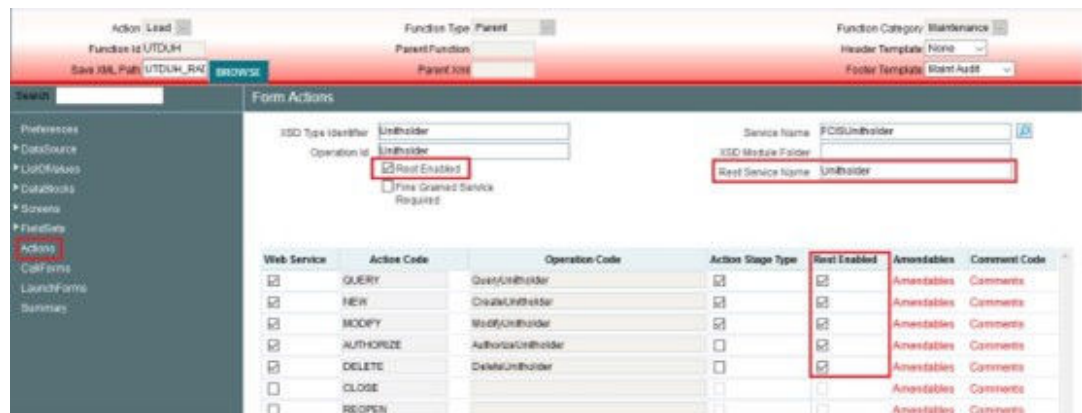 Action Load Function Type Parent Function Category Maintenance
Function Id UTDUH Parent Function Header Template None
Save XML Path UTDUH_RAD BROWSE Parent Xml Footer Template Maint Audit
Search Form Actions
Preferences XSD Type Identifier Unitholder Service Name FCISUnitholder
DataSource Operation Id Unitholder XSD Module Folder
ListOfValues Rest Enabled Rest Service Name Unitholder
DataBlocks Fine Grained Service
Screens Required
FieldSets
Actions Web Service Action Code Operation Code Action Stage Type Rest Enabled Amendables Comment Code
CallForms QUERY QueryUnitholder Amendables Comments
LaunchForms NEW CreateUnitholder Amendables Comments
Summary MODIFY ModifyUnitholder Amendables Comments
AUTHORIZE AuthorizeUnitholder Amendables Comments
DELETE DeleteUnitholder Amendables Comments
CLOSE Amendables Comments
REOPEN Amendables Comments